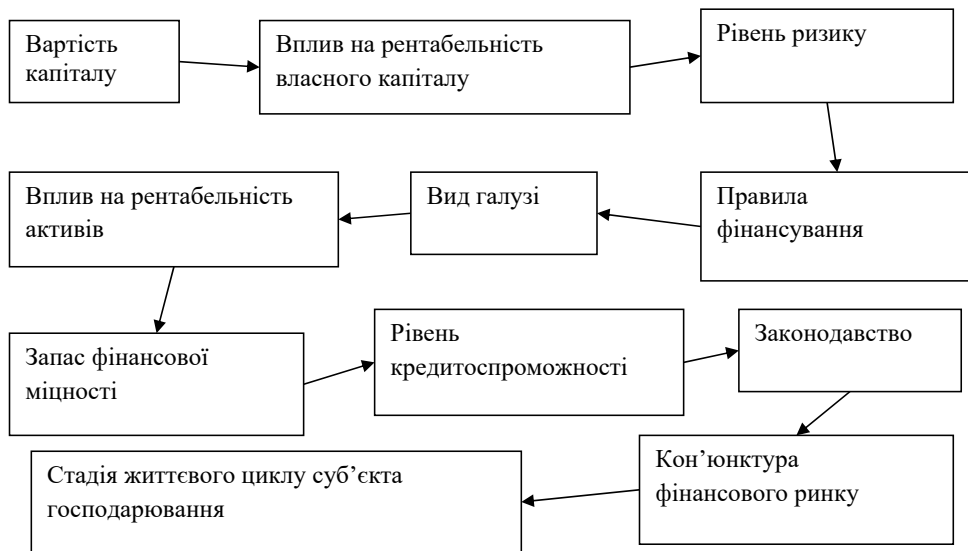 Вартість
капіталу
Вплив на рентабельність
власного капіталу
Рівень ризику
Правила
фінансування
Вид галузі
Вплив на рентабельність
активів
Запас фінансової
міцності
Рівень
кредитоспроможності
Законодавство
Кон’юнктура
фінансового ринку
Стадія життєвого циклу суб’єкта
господарювання